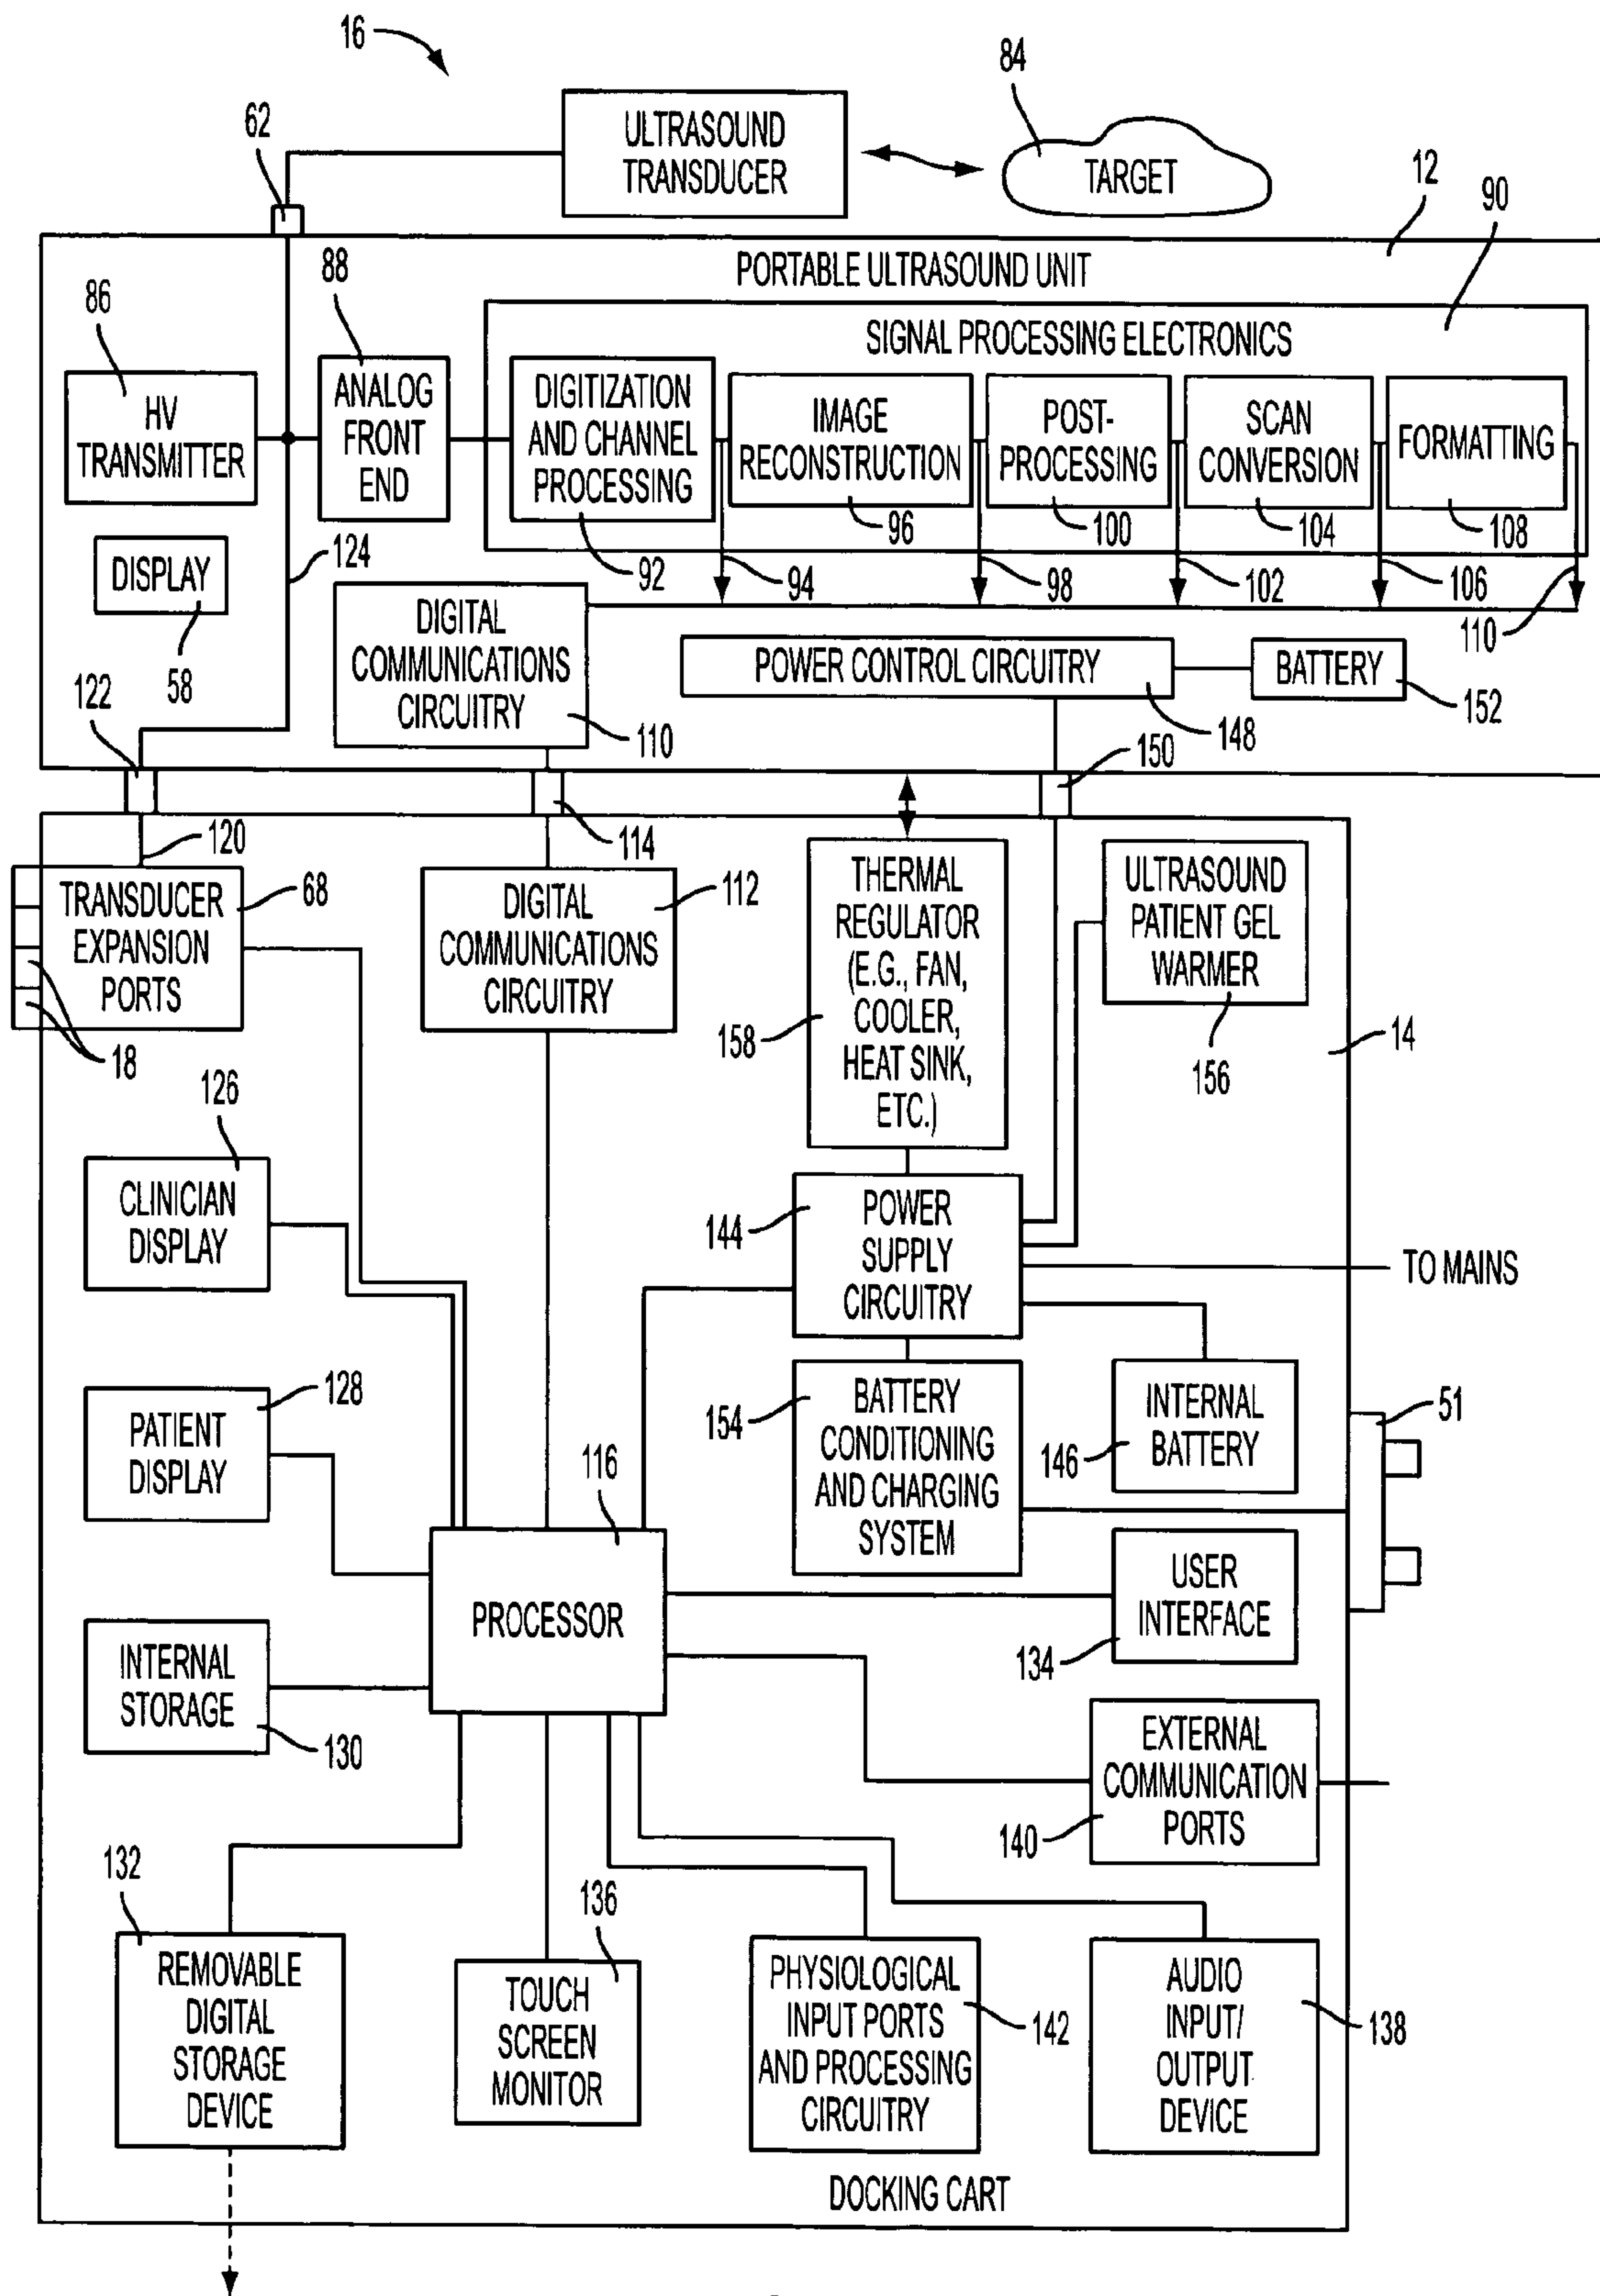 16
84
62
ULTRASOUND
TRANSDUCER
TARGET
12
90
PORTABLE ULTRASOUND UNIT
88
86
SIGNAL PROCESSING ELECTRONICS
HV
TRANSMITTER
ANALOG
FRONT
END
DIGITIZATION
AND CHANNEL
PROCESSING
IMAGE
RECONSTRUCTION
POST-
PROCESSING
SCAN
CONVERSION
FORMATTING
96
100
104
108
124
92
94
98
102
106
110
DISPLAY
58
DIGITAL
COMMUNICATIONS
CIRCUITRY
110
POWER CONTROL CIRCUITRY
BATTERY
152
148
122
150
120
114
TRANSDUCER
EXPANSION
PORTS
68
18
DIGITAL
COMMUNICATIONS
CIRCUITRY
112
THERMAL
REGULATOR
(E.G., FAN,
COOLER,
HEAT SINK,
ETC.)
158
ULTRASOUND
PATIENT GEL
WARMER
156
14
126
CLINICIAN
DISPLAY
144
POWER
SUPPLY
CIRCUITRY
TO MAINS
128
PATIENT
DISPLAY
154
BATTERY
CONDITIONING
AND CHARGING
SYSTEM
INTERNAL
BATTERY
146
51
116
PROCESSOR
USER
INTERFACE
134
INTERNAL
STORAGE
130
EXTERNAL
COMMUNICATION
PORTS
140
132
REMOVABLE
DIGITAL
STORAGE
DEVICE
136
TOUCH
SCREEN
MONITOR
PHYSIOLOGICAL
INPUT PORTS
AND PROCESSING
CIRCUITRY
142
AUDIO
INPUT/
OUTPUT
DEVICE
138
DOCKING CART